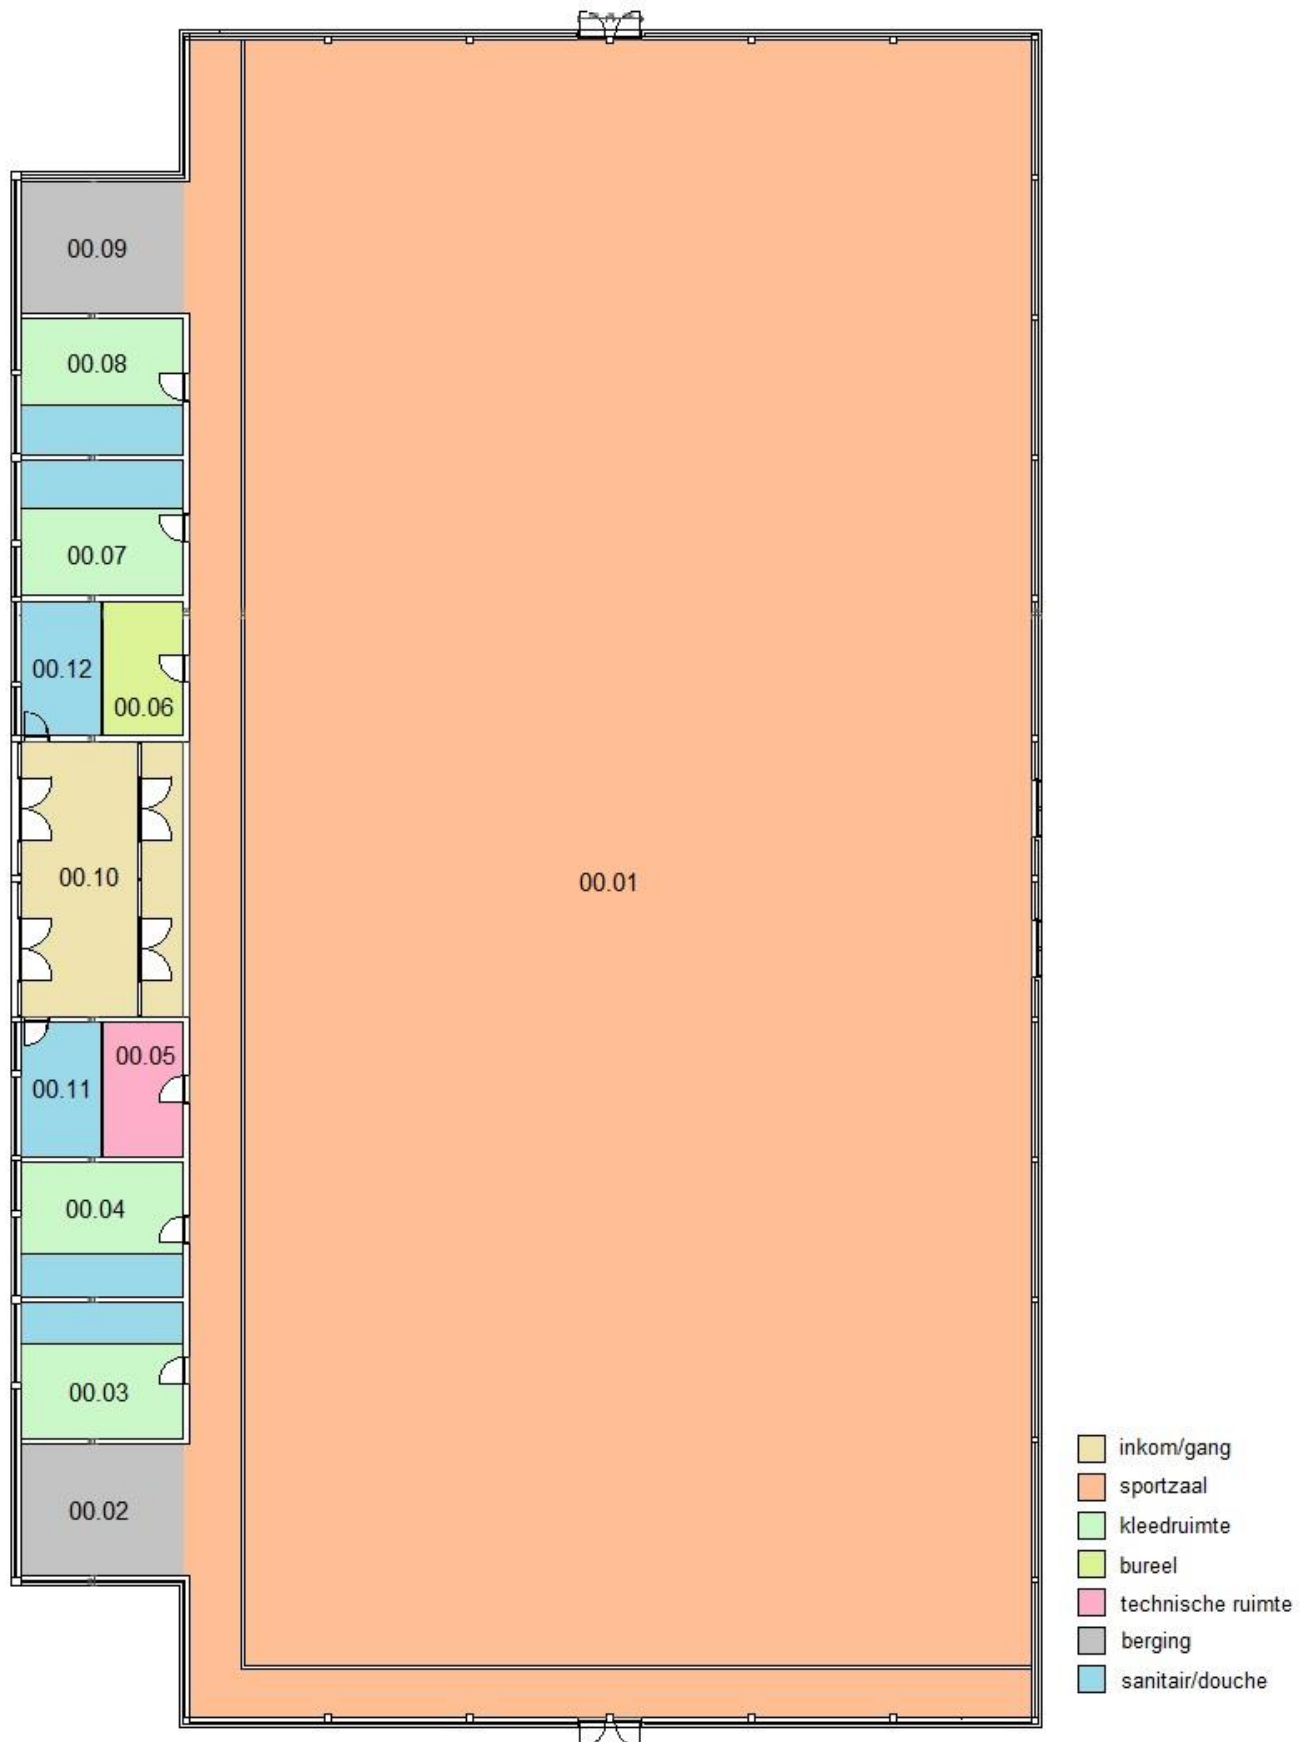 00.09
00.08
00.07
00.12
00.06
00.10
00.01
00.05
00.11
00.04
00.03
00.02
inkom/gang
sportzaal
kleedruimte
bureel
technische ruimte
berging
sanitair/douche